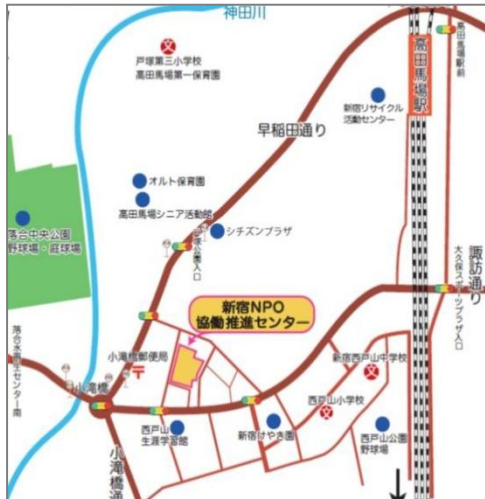 神田川
戸塚第三小学校
高田馬場第一保育園
高田馬場駅
高田馬場駅前
新宿リサイクル
活動センター
早稲田通り
オルト保育園
高田馬場シニア活動館
シチズンプラザ
落合中央公園
野球場・庭球場
諏訪通り
大久保スポーツプラザ入口
新宿NPO
協働推進センター
小滝橋郵便局
小滝橋
新宿西戸山中学校
西戸山小学校
西戸山
生涯学習館
新宿けやき園
西戸山公園
野球場
小滝橋通